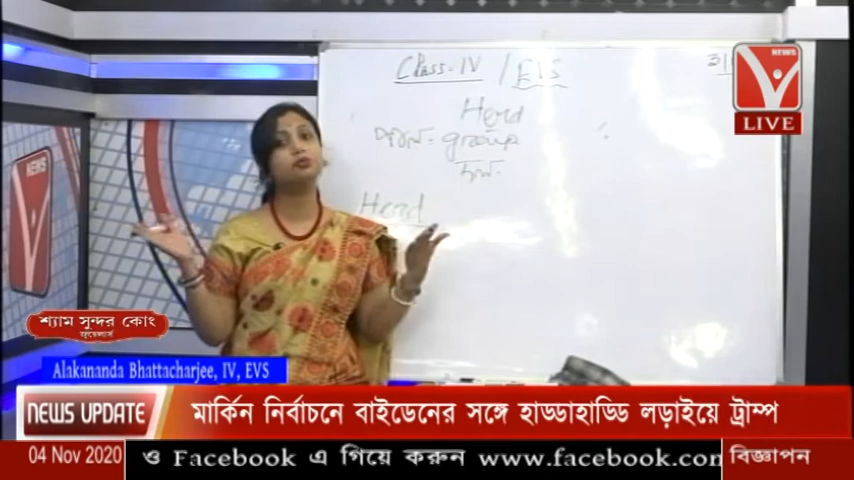 CLASS = IV / EVS
Herd
পাল = group
দল
Herd
NEWS
LIVE
NEWS
শ্যাম সুন্দর কোং
জুয়েলার্স
Alakananda Bhattacharjee, IV, EVS
NEWS UPDATE
মার্কিন নির্বাচনে বাইডেনের সঙ্গে হাড্ডাহাড্ডি লড়াইয়ে ট্রাম্প
04 Nov 2020
ও Facebook এ গিয়ে করুন www.facebook.com
বিজ্ঞাপন